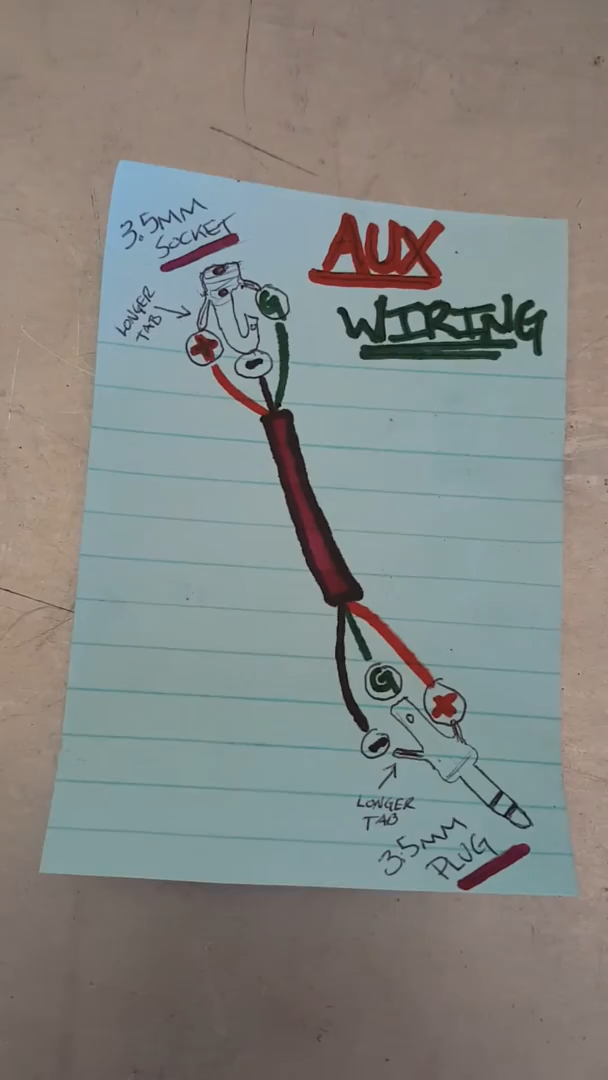 3.5MM
SOCKET
AUX
WIRING
LONGER
TAB
G
+
-
G
+
-
LONGER
TAB
3.5MM
PLUG